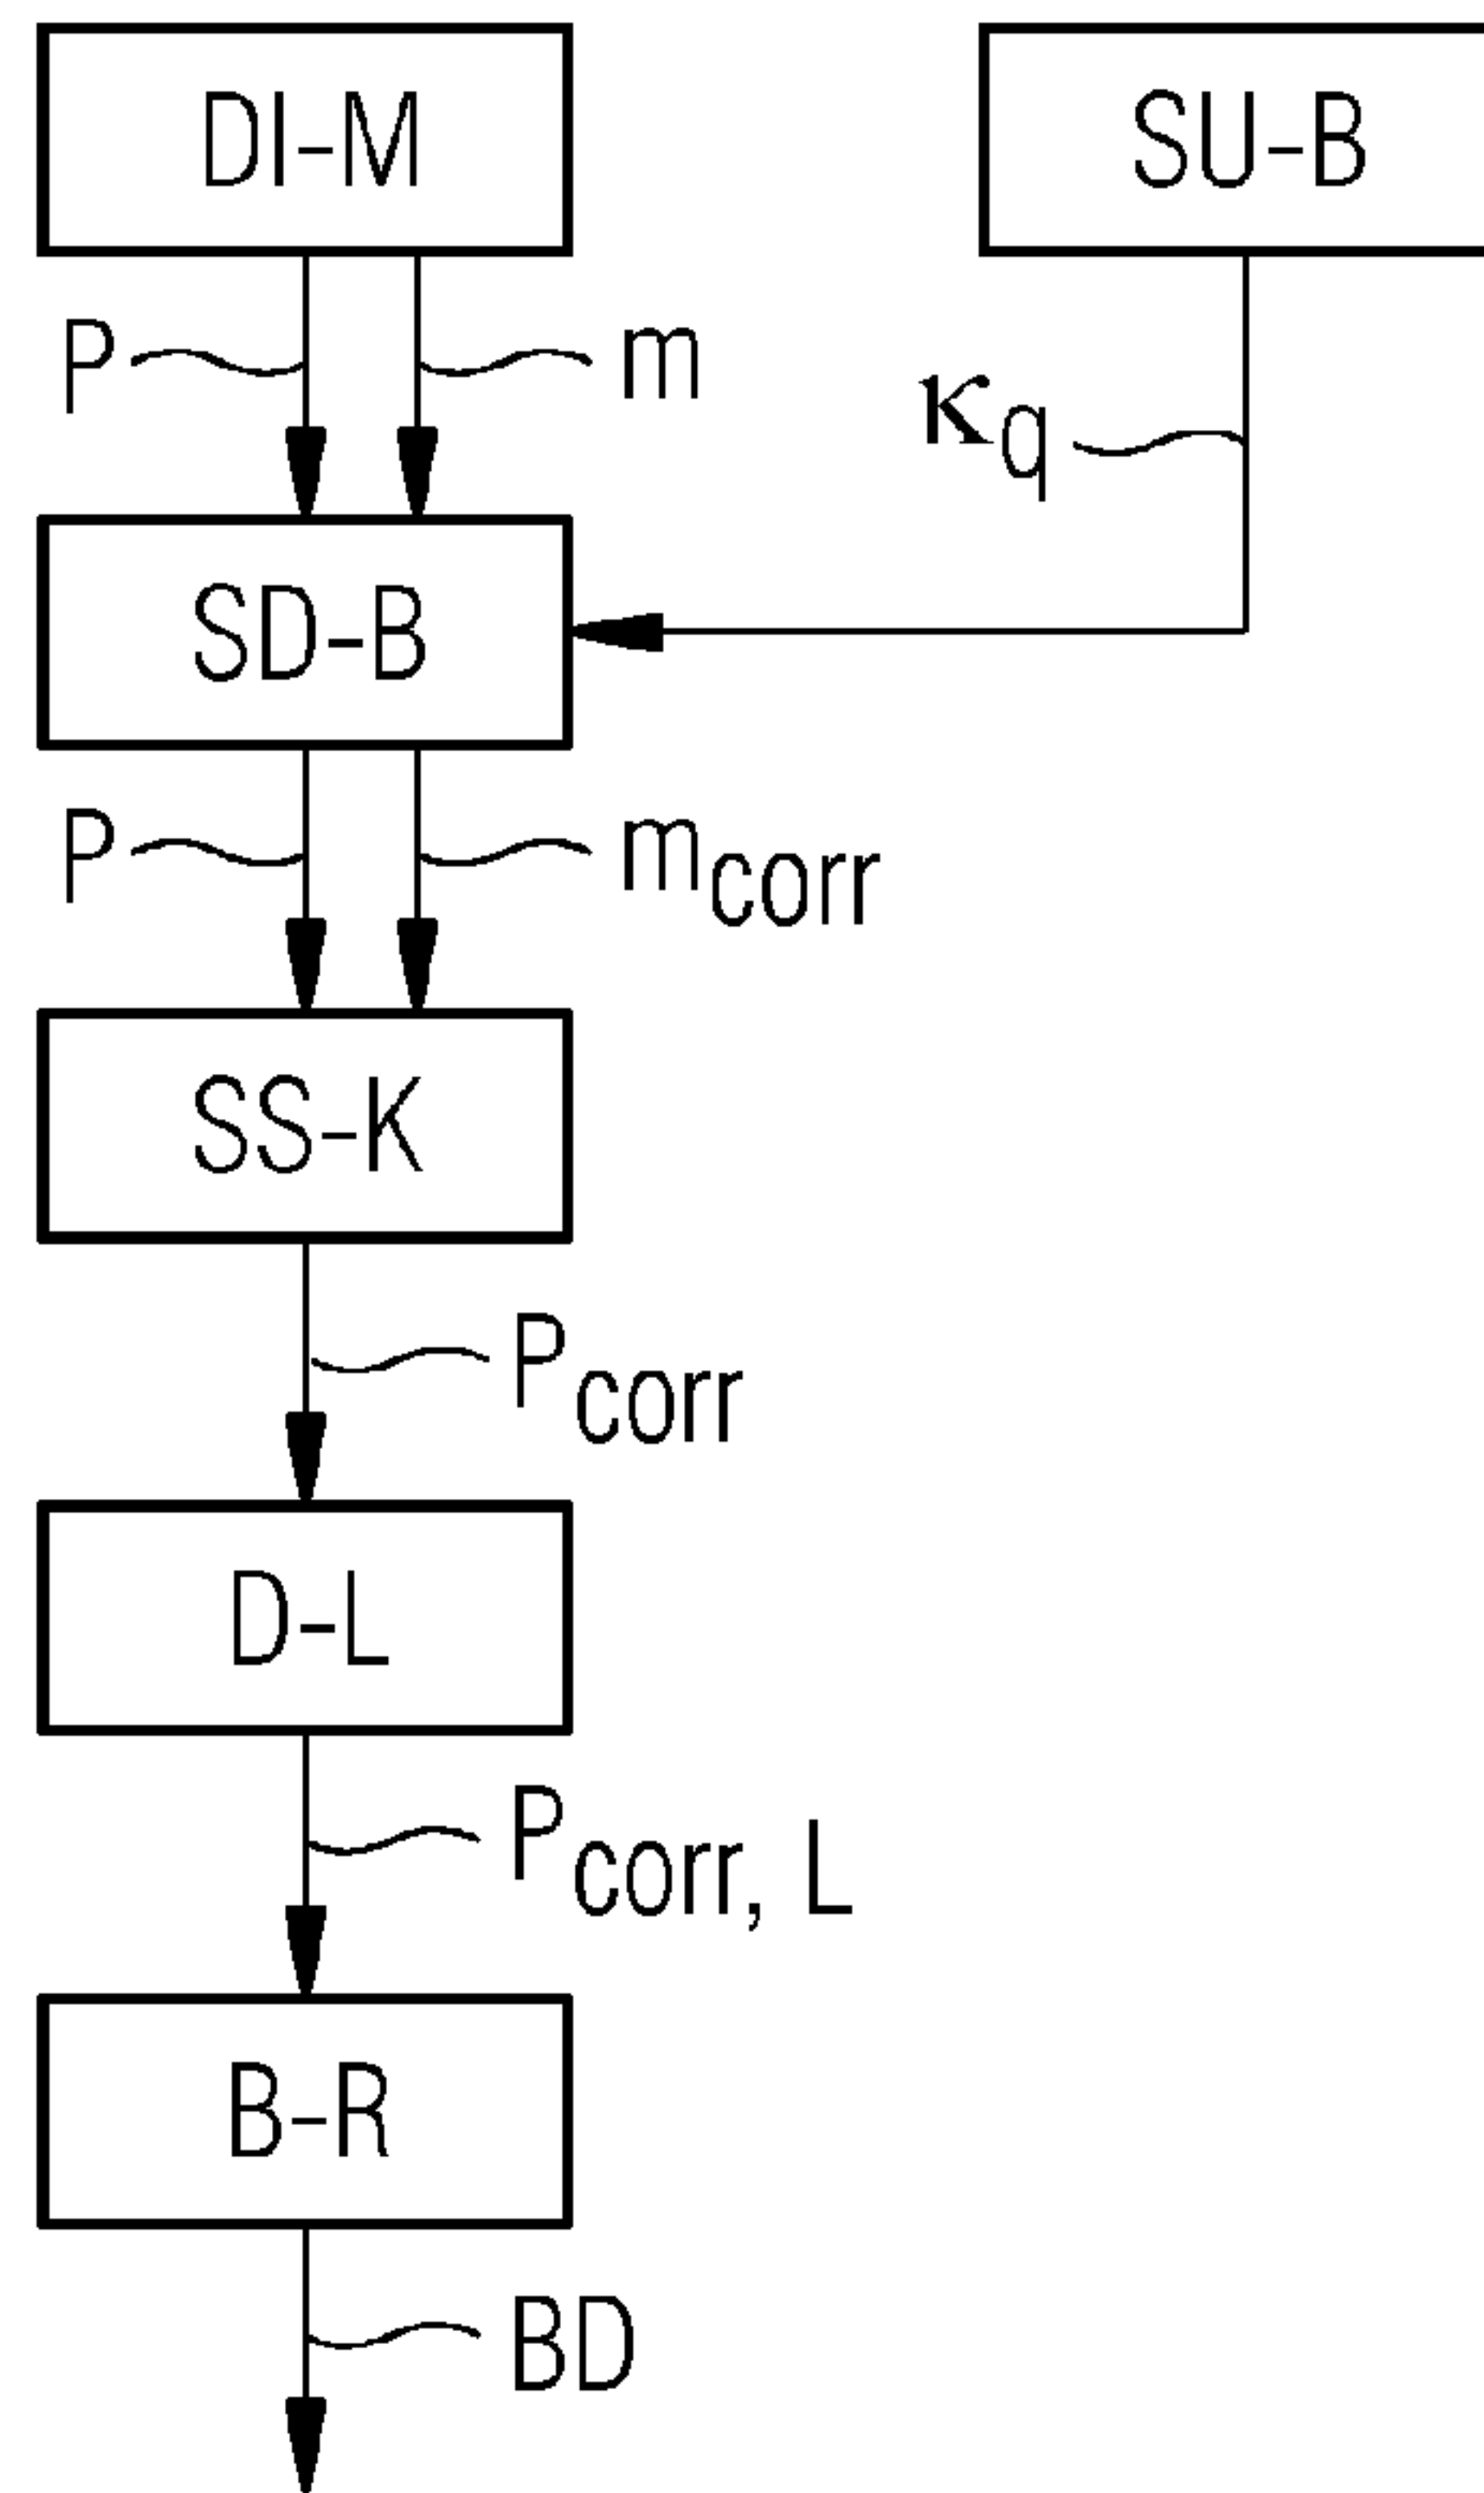 DI-M
SU-B
P
m
κq
SD-B
P
mcorr
SS-K
Pcorr
D-L
Pcorr, L
B-R
BD